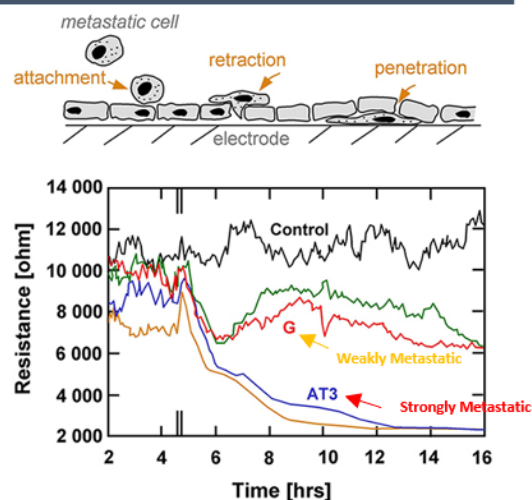 metastatic cell
attachment
retraction
penetration
electrode
14 000
12 000
10 000
8 000
6 000
4 000
2 000
Resistance [ohm]
Control
G
Weakly Metastatic
AT3
Strongly Metastatic
2 4 6 8 10 12 14 16
Time [hrs]